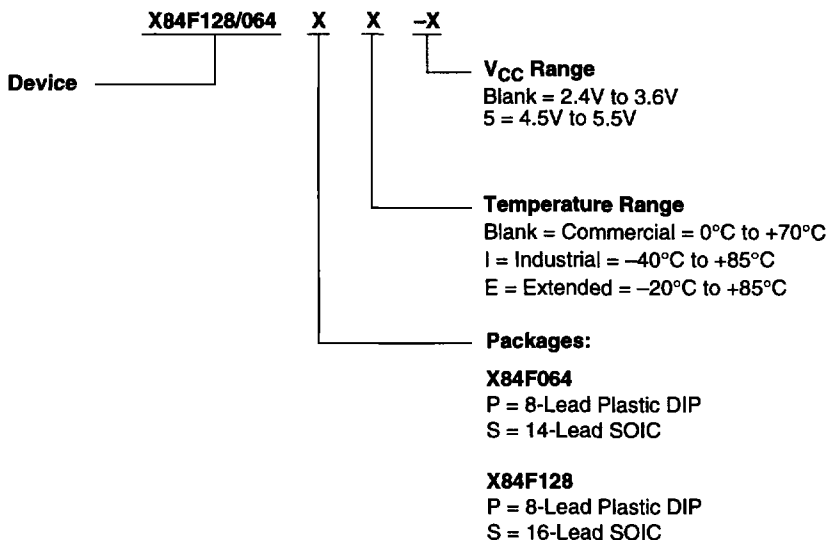 X84F128/064 X X –X
Device
VCC Range
Blank = 2.4V to 3.6V
5 = 4.5V to 5.5V
Temperature Range
Blank = Commercial = 0°C to +70°C
I = Industrial = –40°C to +85°C
E = Extended = –20°C to +85°C
Packages:
X84F064
P = 8-Lead Plastic DIP
S = 14-Lead SOIC
X84F128
P = 8-Lead Plastic DIP
S = 16-Lead SOIC